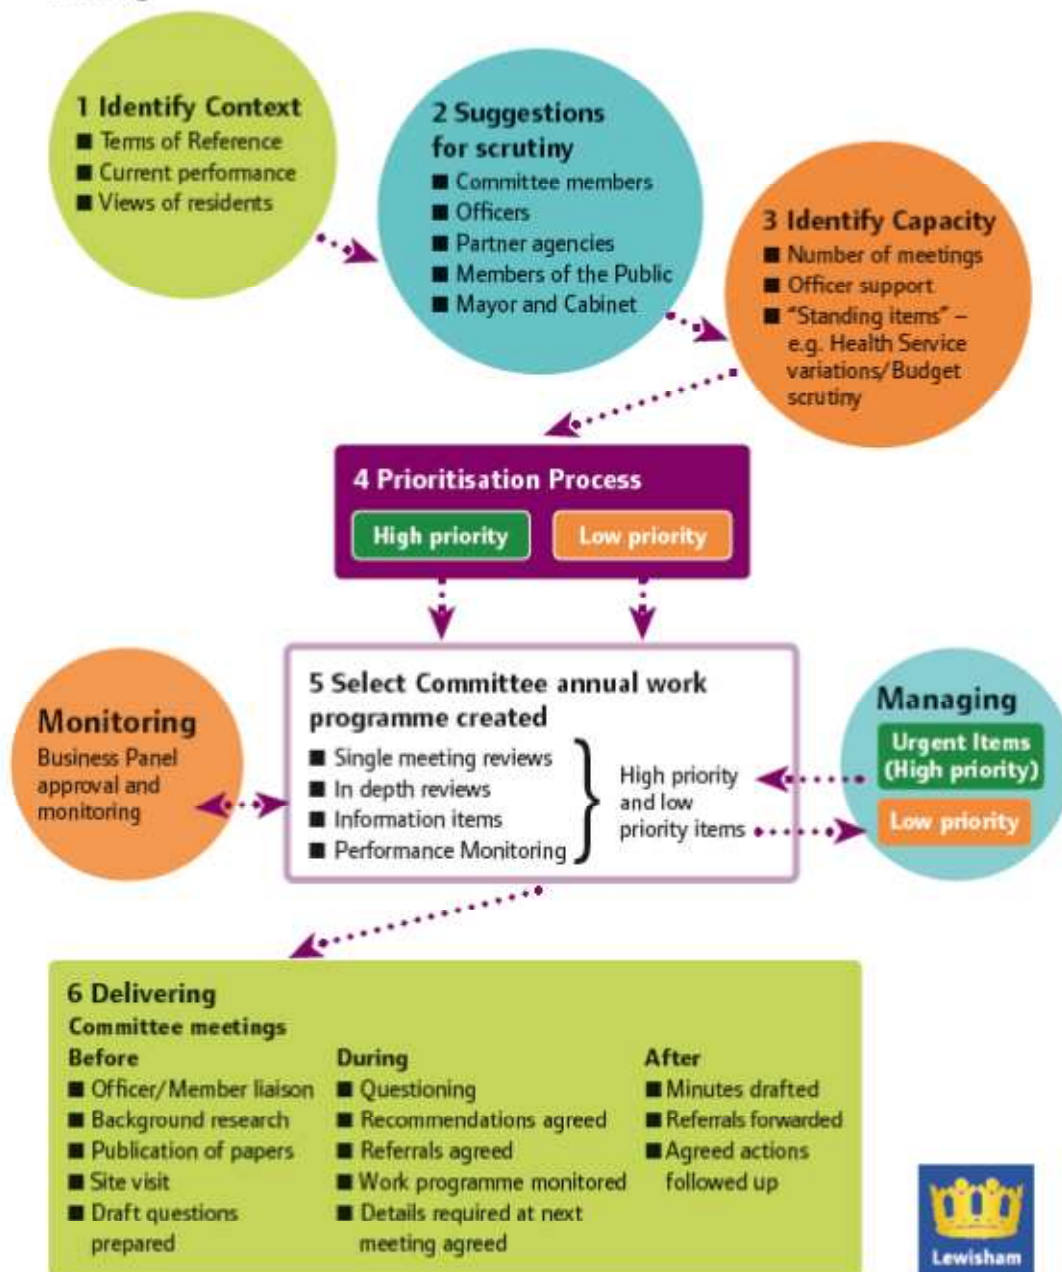 1 Identify Context
■ Terms of Reference
■ Current performance
■ Views of residents
2 Suggestions
for scrutiny
■ Committee members
■ Officers
■ Partner agencies
■ Members of the Public
■ Mayor and Cabinet
3 Identify Capacity
■ Number of meetings
■ Officer support
■ “Standing items” –
e.g. Health Service
variations/Budget
scrutiny
4 Prioritisation Process
High priority
Low priority
Monitoring
Business Panel
approval and
monitoring
5 Select Committee annual work
programme created
■ Single meeting reviews
■ In depth reviews
■ Information items
■ Performance Monitoring
High priority
and low
priority items
Managing
Urgent Items
(High priority)
Low priority
6 Delivering
Committee meetings
Before
■ Officer/Member liaison
■ Background research
■ Publication of papers
■ Site visit
■ Draft questions
prepared
During
■ Questioning
■ Recommendations agreed
■ Referrals agreed
■ Work programme monitored
■ Details required at next
meeting agreed
After
■ Minutes drafted
■ Referrals forwarded
■ Agreed actions
followed up
Lewisham